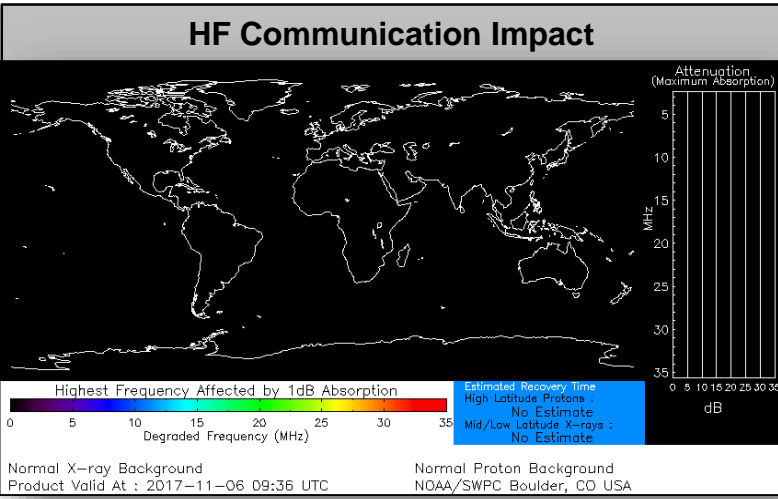 HF Communication Impact
Attenuation
(Maximum Absorption)
5
10
15
20
25
30
35
MHz
0 5 10 15 20 25 30 35
dB
Highest Frequency Affected by 1dB Absorption
0 5 10 15 20 25 30 35
Degraded Frequency (MHz)
Estimated Recovery Time
High Latitude Protons :
No Estimate
Mid/Low Latitude X-rays :
No Estimate
Normal X-ray Background
Product Valid At : 2017-11-06 09:36 UTC
Normal Proton Background
NOAA/SWPC Boulder, CO USA